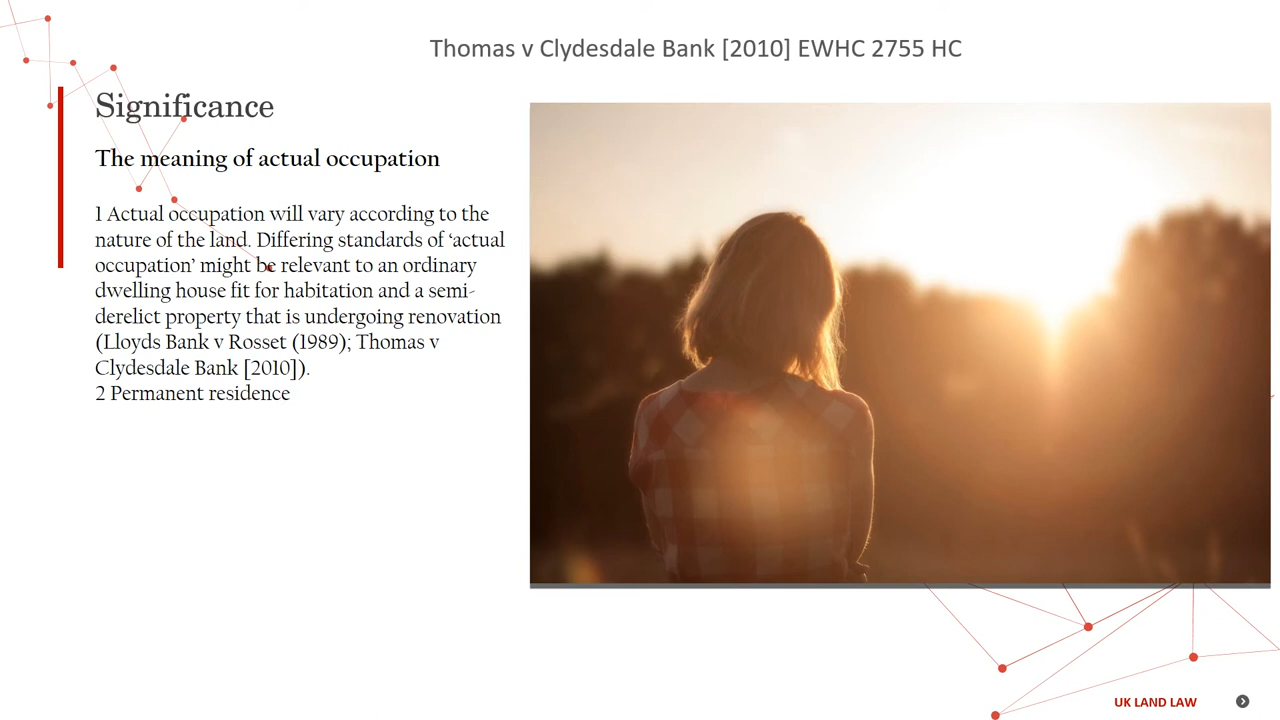 Thomas v Clydesdale Bank [2010] EWHC 2755 HC
Significance
The meaning of actual occupation
1 Actual occupation will vary according to the
nature of the land. Differing standards of ‘actual
occupation’ might be relevant to an ordinary
dwelling house fit for habitation and a semi-
derelict property that is undergoing renovation
(Lloyds Bank v Rosset (1989); Thomas v
Clydesdale Bank [2010]).
2 Permanent residence
UK LAND LAW